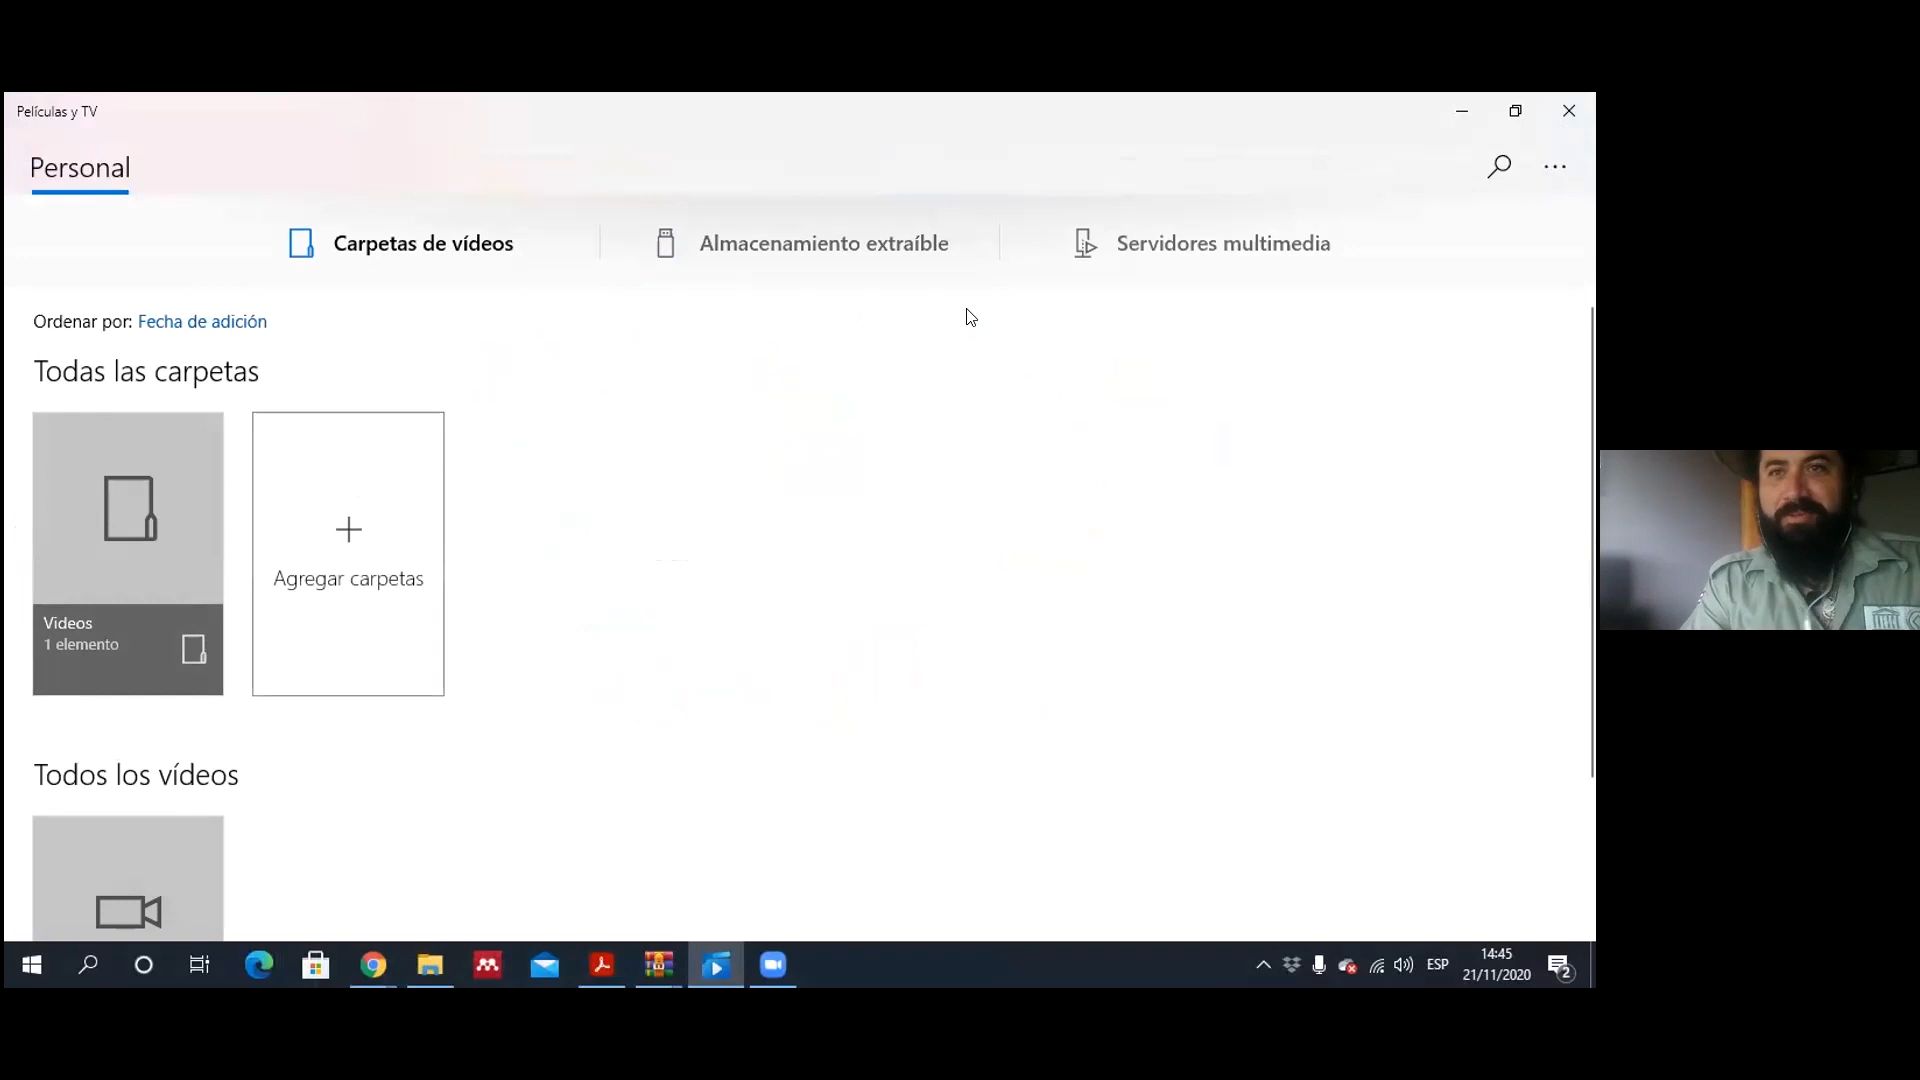 Películas y TV
Personal
Carpetas de vídeos
Almacenamiento extraíble
Servidores multimedia
Ordenar por: Fecha de adición
Todas las carpetas
Agregar carpetas
Videos
1 elemento
Todos los vídeos
ESP
14:45
21/11/2020
2